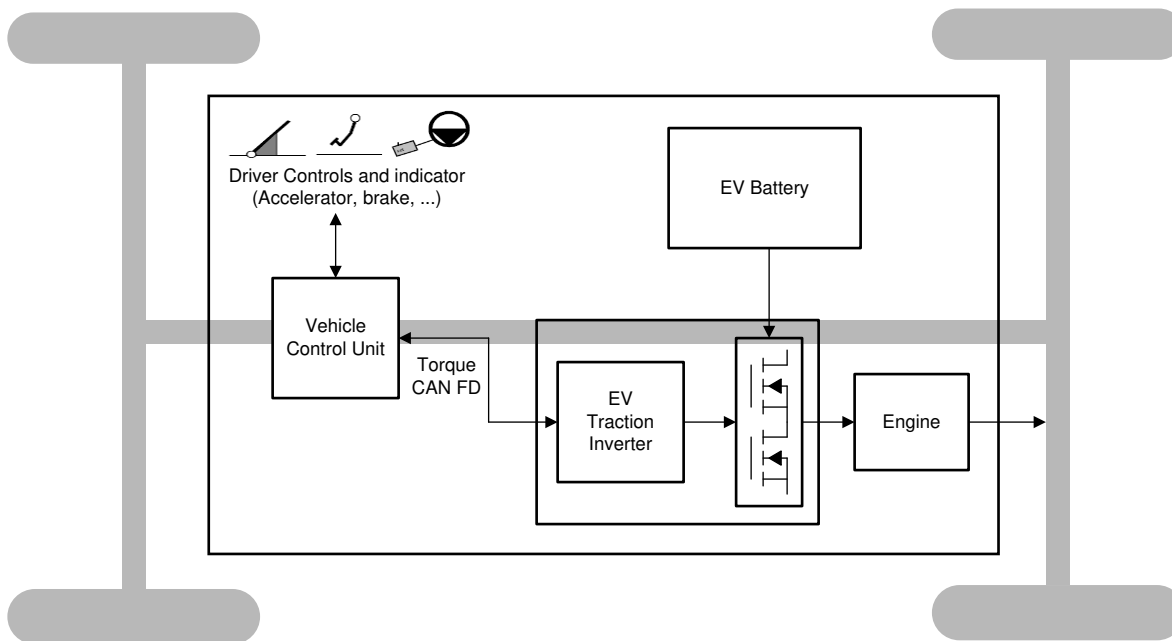 Driver Controls and indicator
(Accelerator, brake, ...)
EV Battery
Vehicle
Control Unit
Torque
CAN FD
EV
Traction
Inverter
Engine